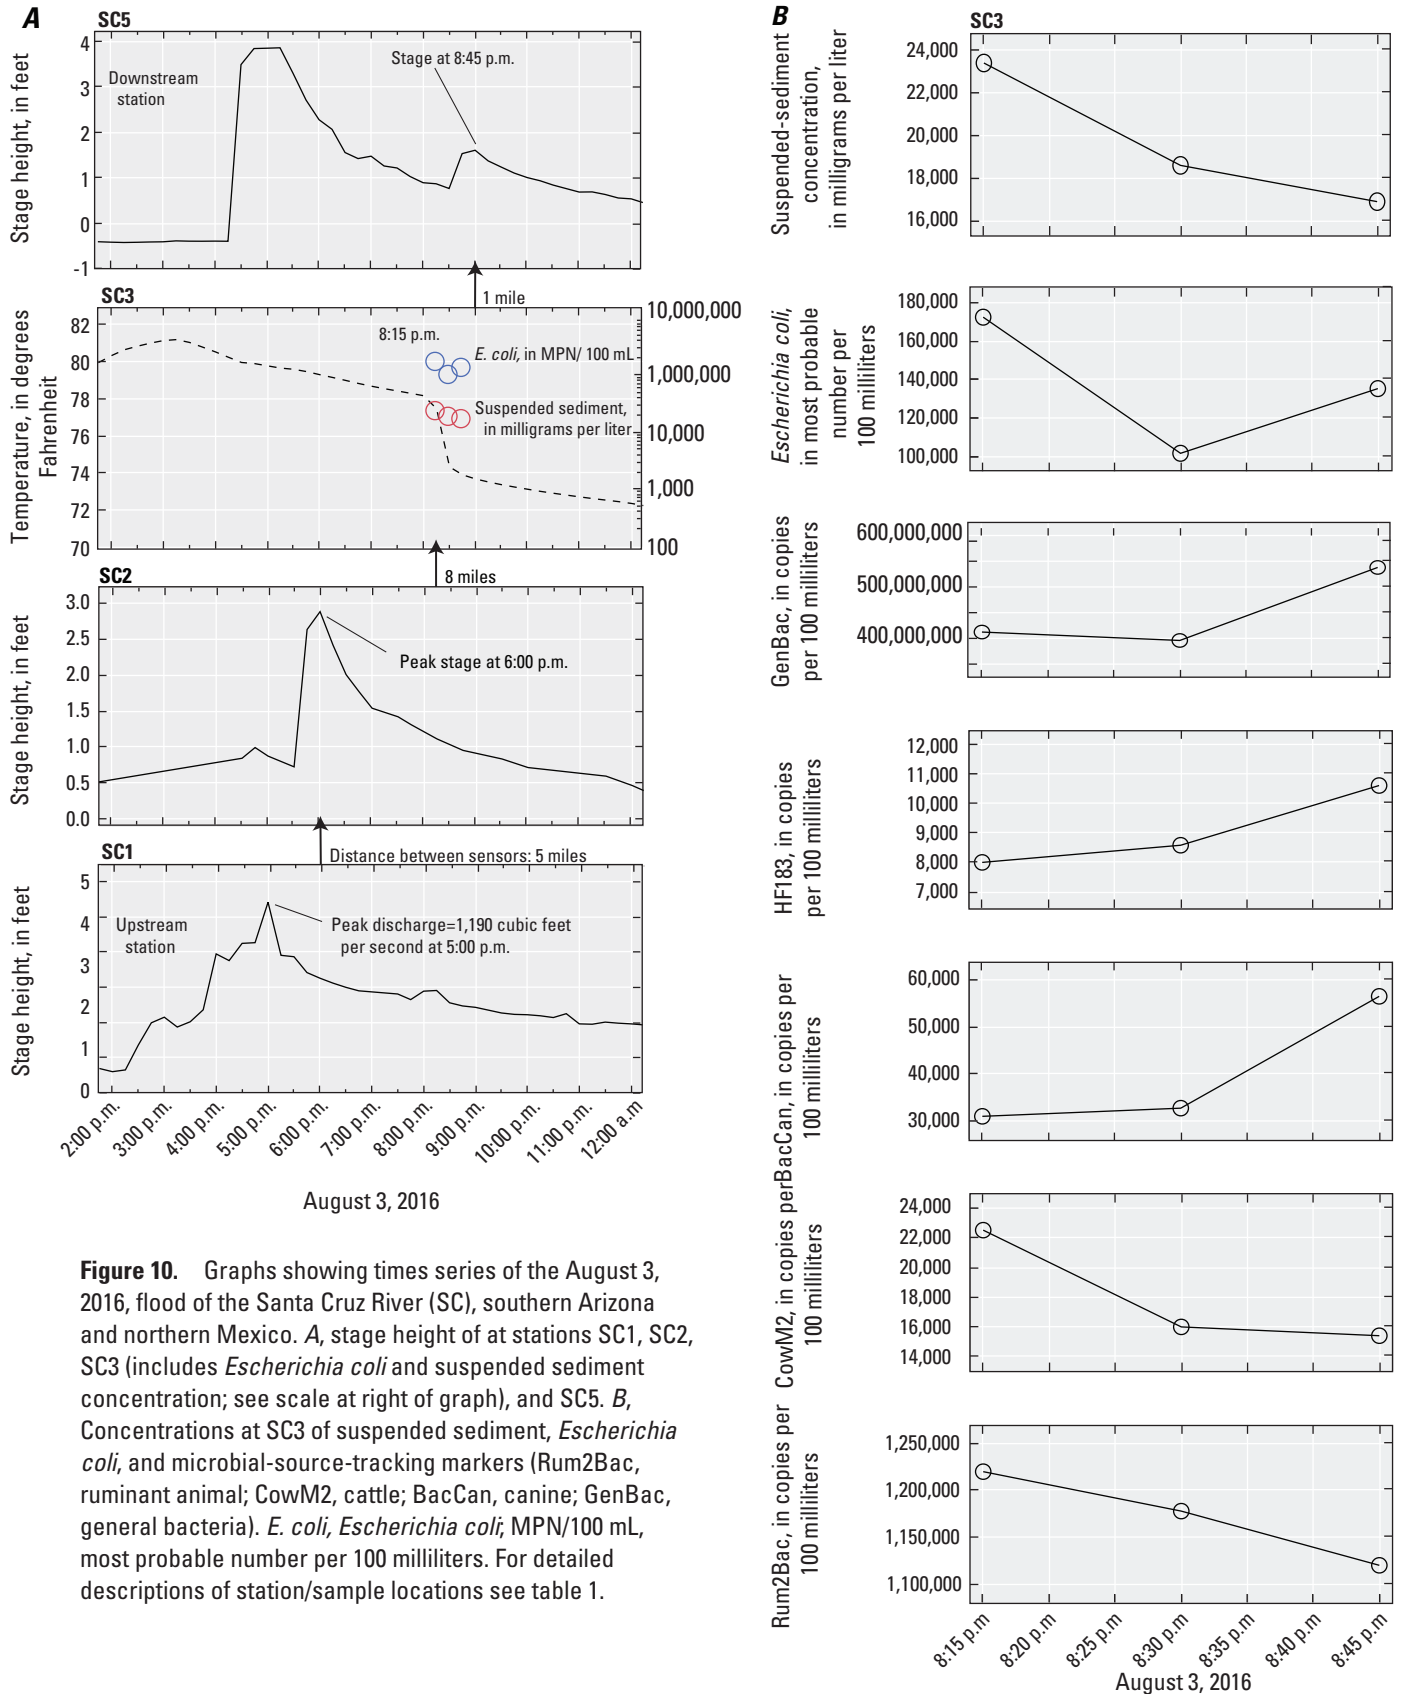 A
SC5
Stage height, in feet
4
3
2
1
0
-1
Downstream
station
Stage at 8:45 p.m.
1 mile
SC3
Temperature, in degrees
Fahrenheit
82
80
78
76
74
72
70
8:15 p.m.
E. coli, in MPN/ 100 mL
Suspended sediment,
in milligrams per liter
10,000,000
1,000,000
10,000
1,000
100
8 miles
SC2
Stage height, in feet
3.0
2.5
2.0
1.5
1.0
0.5
0.0
Peak stage at 6:00 p.m.
Distance between sensors: 5 miles
SC1
Stage height, in feet
5
4
3
2
1
0
Upstream
station
Peak discharge=1,190 cubic feet
per second at 5:00 p.m.
2:00 p.m.
3:00 p.m.
4:00 p.m.
5:00 p.m.
6:00 p.m.
7:00 p.m.
8:00 p.m.
9:00 p.m.
10:00 p.m.
11:00 p.m.
12:00 a.m
August 3, 2016
Figure 10. Graphs showing times series of the August 3,
2016, flood of the Santa Cruz River (SC), southern Arizona
and northern Mexico. A, stage height of at stations SC1, SC2,
SC3 (includes Escherichia coli and suspended sediment
concentration; see scale at right of graph), and SC5. B,
Concentrations at SC3 of suspended sediment, Escherichia
coli, and microbial-source-tracking markers (Rum2Bac,
ruminant animal; CowM2, cattle; BacCan, canine; GenBac,
general bacteria). E. coli, Escherichia coli; MPN/100 mL,
most probable number per 100 milliliters. For detailed
descriptions of station/sample locations see table 1.
B
SC3
Suspended-sediment
concentration,
in milligrams per liter
24,000
22,000
20,000
18,000
16,000
Escherichia coli,
in most probable
number per
100 milliliters
180,000
160,000
140,000
120,000
100,000
GenBac, in copies
per 100 milliliters
600,000,000
500,000,000
400,000,000
HF183, in copies
per 100 milliliters
12,000
11,000
10,000
9,000
8,000
7,000
BacCan, in copies per
100 milliliters
60,000
50,000
40,000
30,000
CowM2, in copies per
100 milliliters
24,000
22,000
20,000
18,000
16,000
14,000
Rum2Bac, in copies per
100 milliliters
1,250,000
1,200,000
1,150,000
1,100,000
8:15 p.m
8:20 p.m
8:25 p.m
8:30 p.m
8:35 p.m
8:40 p.m
8:45 p.m
August 3, 2016